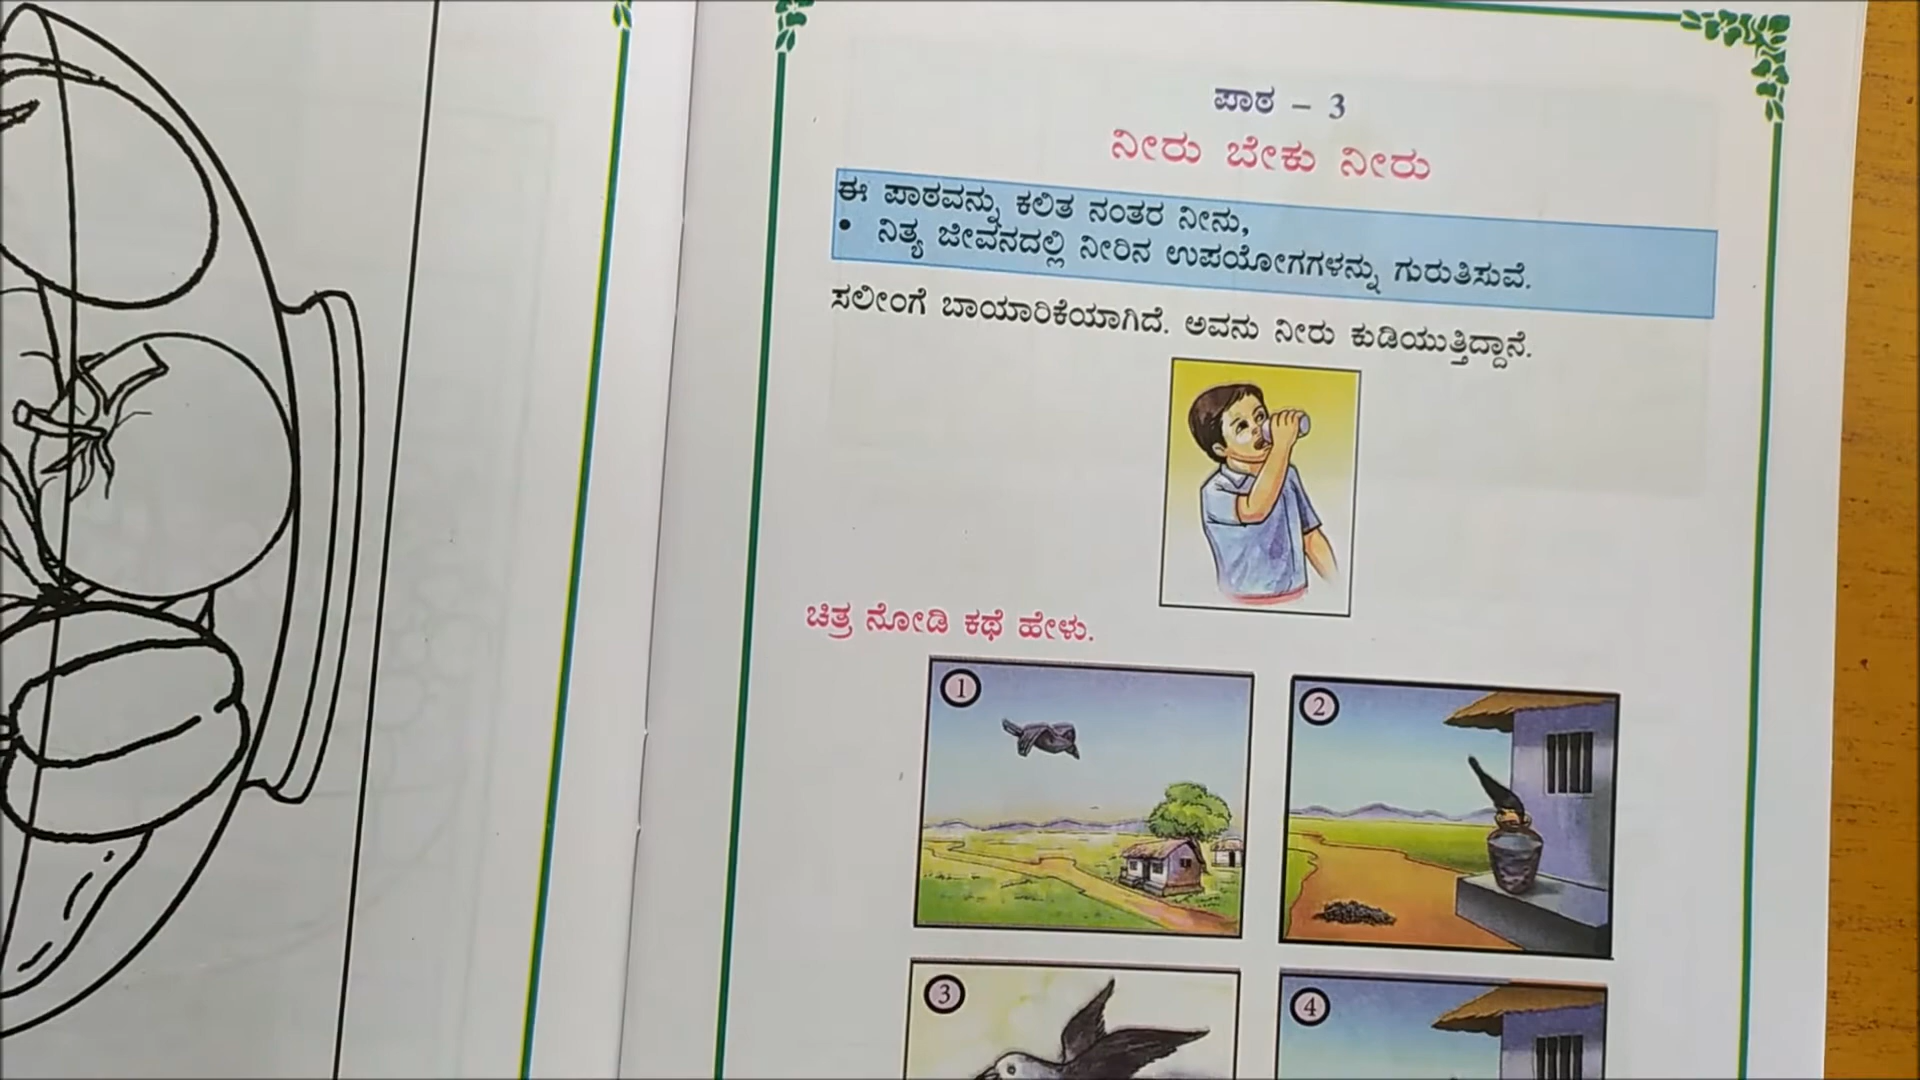 ಪಾಠ – 3
ನೀರು ಬೇಕು ನೀರು
ಈ ಪಾಠವನ್ನು ಕಲಿತ ನಂತರ ನೀನು,
• ನಿತ್ಯ ಜೀವನದಲ್ಲಿ ನೀರಿನ ಉಪಯೋಗಗಳನ್ನು ಗುರುತಿಸುವೆ.
ಸಲೀಂಗೆ ಬಾಯಾರಿಕೆಯಾಗಿದೆ. ಅವನು ನೀರು ಕುಡಿಯುತ್ತಿದ್ದಾನೆ.
ಚಿತ್ರ ನೋಡಿ ಕಥೆ ಹೇಳು.
1
2
3
4